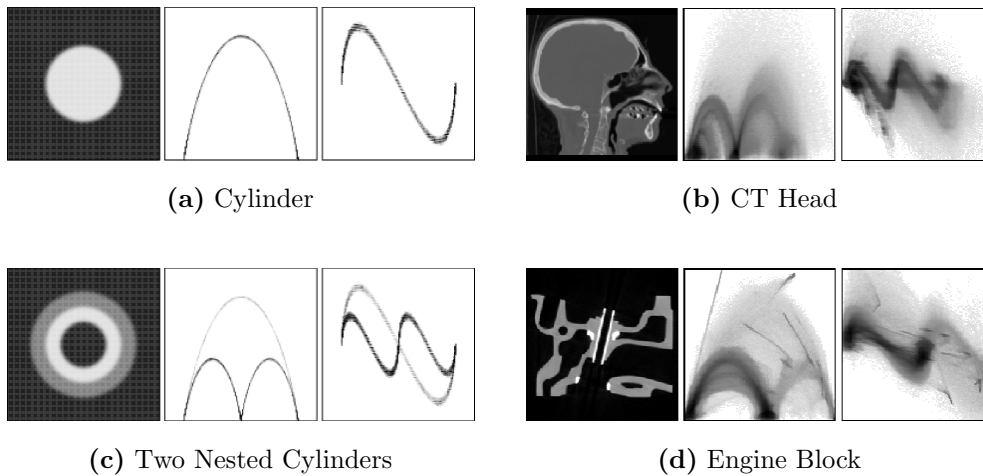 (a) Cylinder
(b) CT Head
(c) Two Nested Cylinders
(d) Engine Block